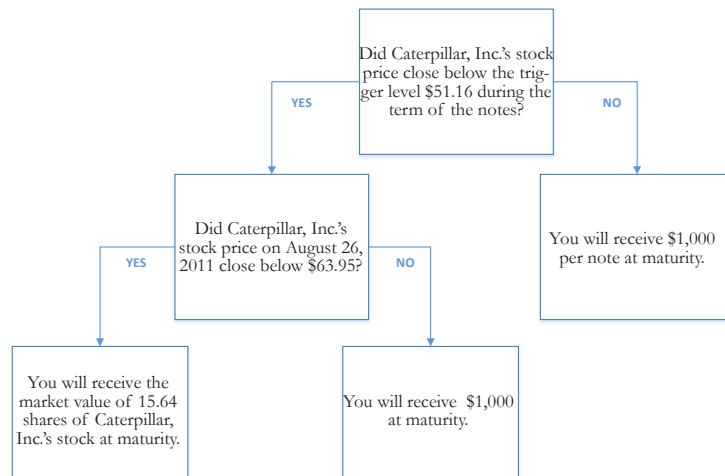 Did Caterpillar, Inc.'s stock
price close below the trig-
ger level $51.16 during the
term of the notes?
YES
NO
Did Caterpillar, Inc.'s
stock price on August 26,
2011 close below $63.95?
You will receive $1,000
per note at maturity.
YES
NO
You will receive the
market value of 15.64
shares of Caterpillar,
Inc.'s stock at maturity.
You will receive $1,000
at maturity.